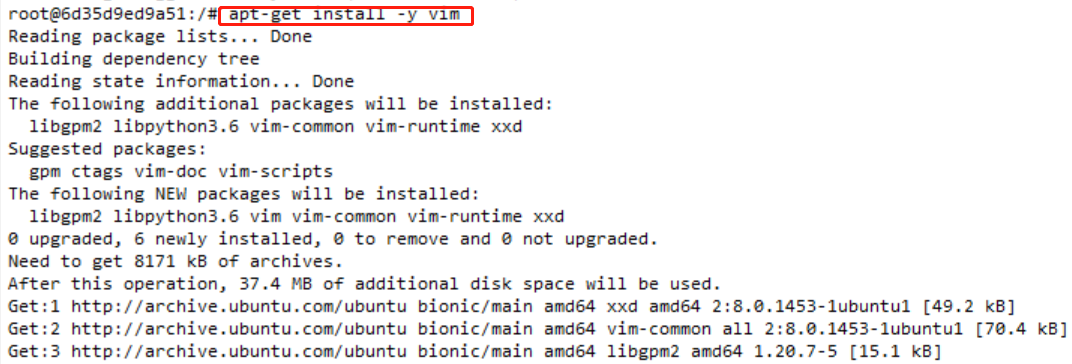 root@6d35d9ed9a51:/# apt-get install -y vim
Reading package lists... Done
Building dependency tree
Reading state information... Done
The following additional packages will be installed:
  libgpm2 libpython3.6 vim-common vim-runtime xxd
Suggested packages:
  gpm ctags vim-doc vim-scripts
The following NEW packages will be installed:
  libgpm2 libpython3.6 vim vim-common vim-runtime xxd
0 upgraded, 6 newly installed, 0 to remove and 0 not upgraded.
Need to get 8171 kB of archives.
After this operation, 37.4 MB of additional disk space will be used.
Get:1 http://archive.ubuntu.com/ubuntu bionic/main amd64 xxd amd64 2:8.0.1453-1ubuntu1 [49.2 kB]
Get:2 http://archive.ubuntu.com/ubuntu bionic/main amd64 vim-common all 2:8.0.1453-1ubuntu1 [70.4 kB]
Get:3 http://archive.ubuntu.com/ubuntu bionic/main amd64 libgpm2 amd64 1.20.7-5 [15.1 kB]